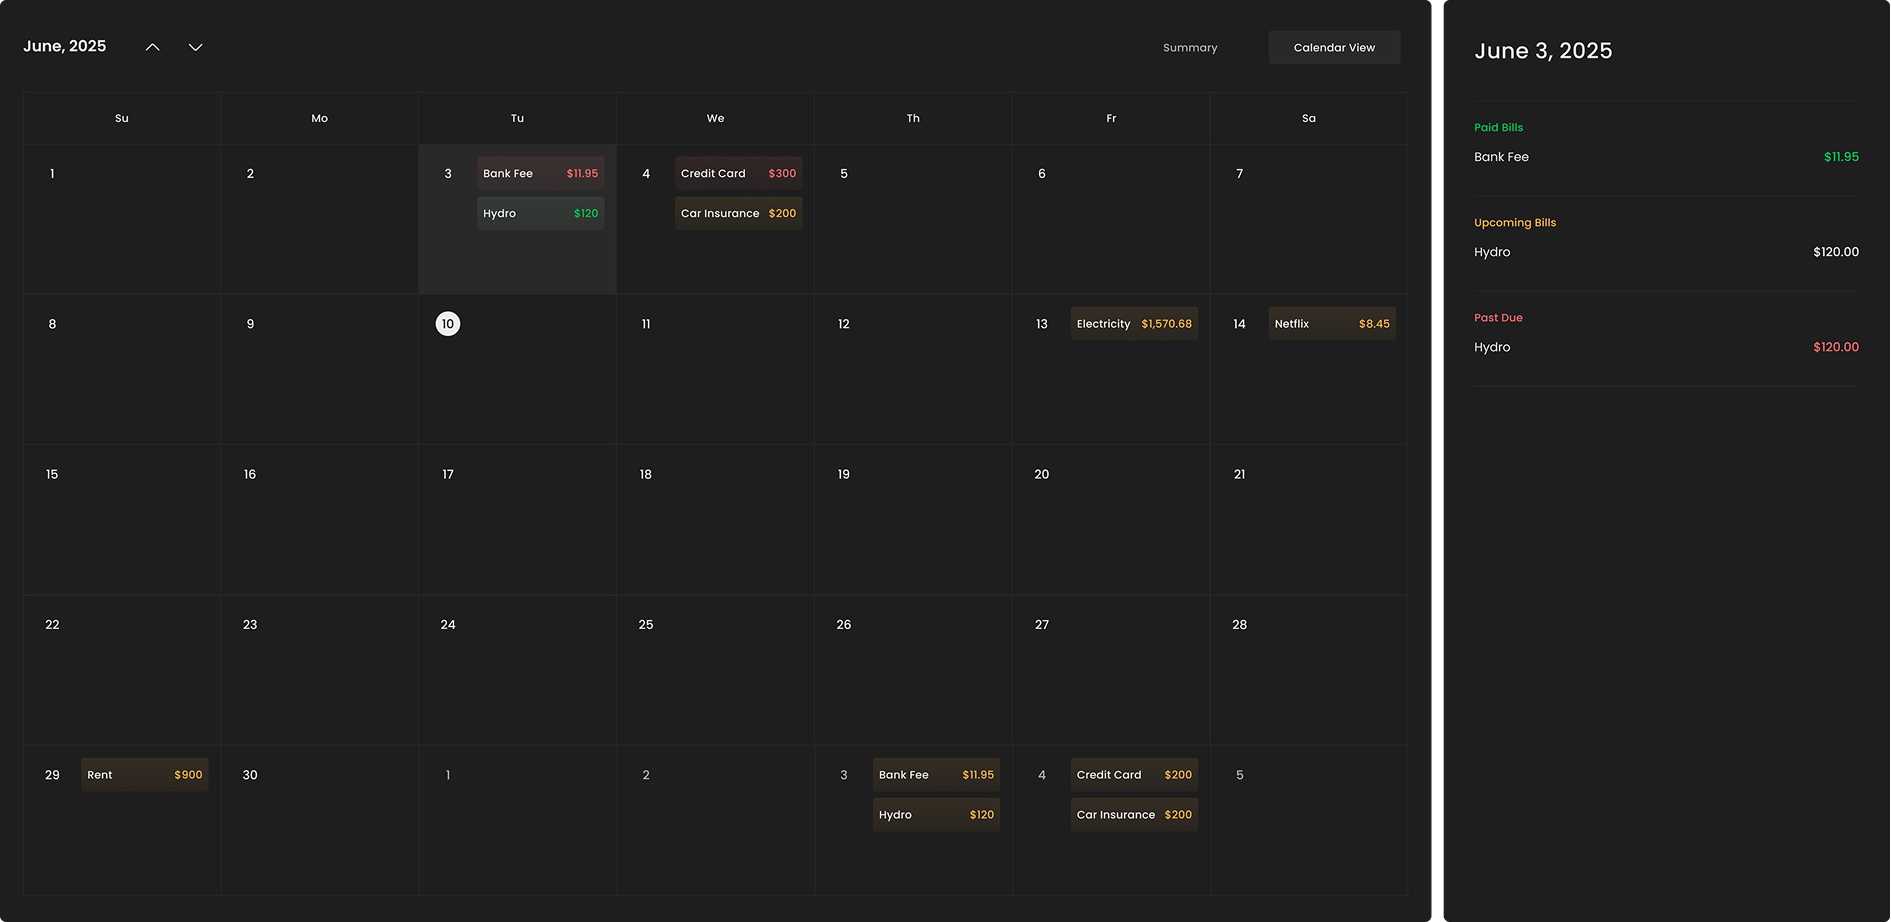 June, 2025
Summary
Calendar View
Su Mo Tu We Th Fr Sa
1
2
3
Bank Fee $11.95
Hydro $120
4
Credit Card $300
Car Insurance $200
5
6
7
8
9
10
11
12
13
Electricity $1,570.68
14
Netflix $8.45
15
16
17
18
19
20
21
22
23
24
25
26
27
28
29
Rent $900
30
1
2
3
Bank Fee $11.95
Hydro $120
4
Credit Card $200
Car Insurance $200
5
June 3, 2025
Paid Bills
Bank Fee $11.95
Upcoming Bills
Hydro $120.00
Past Due
Hydro $120.00